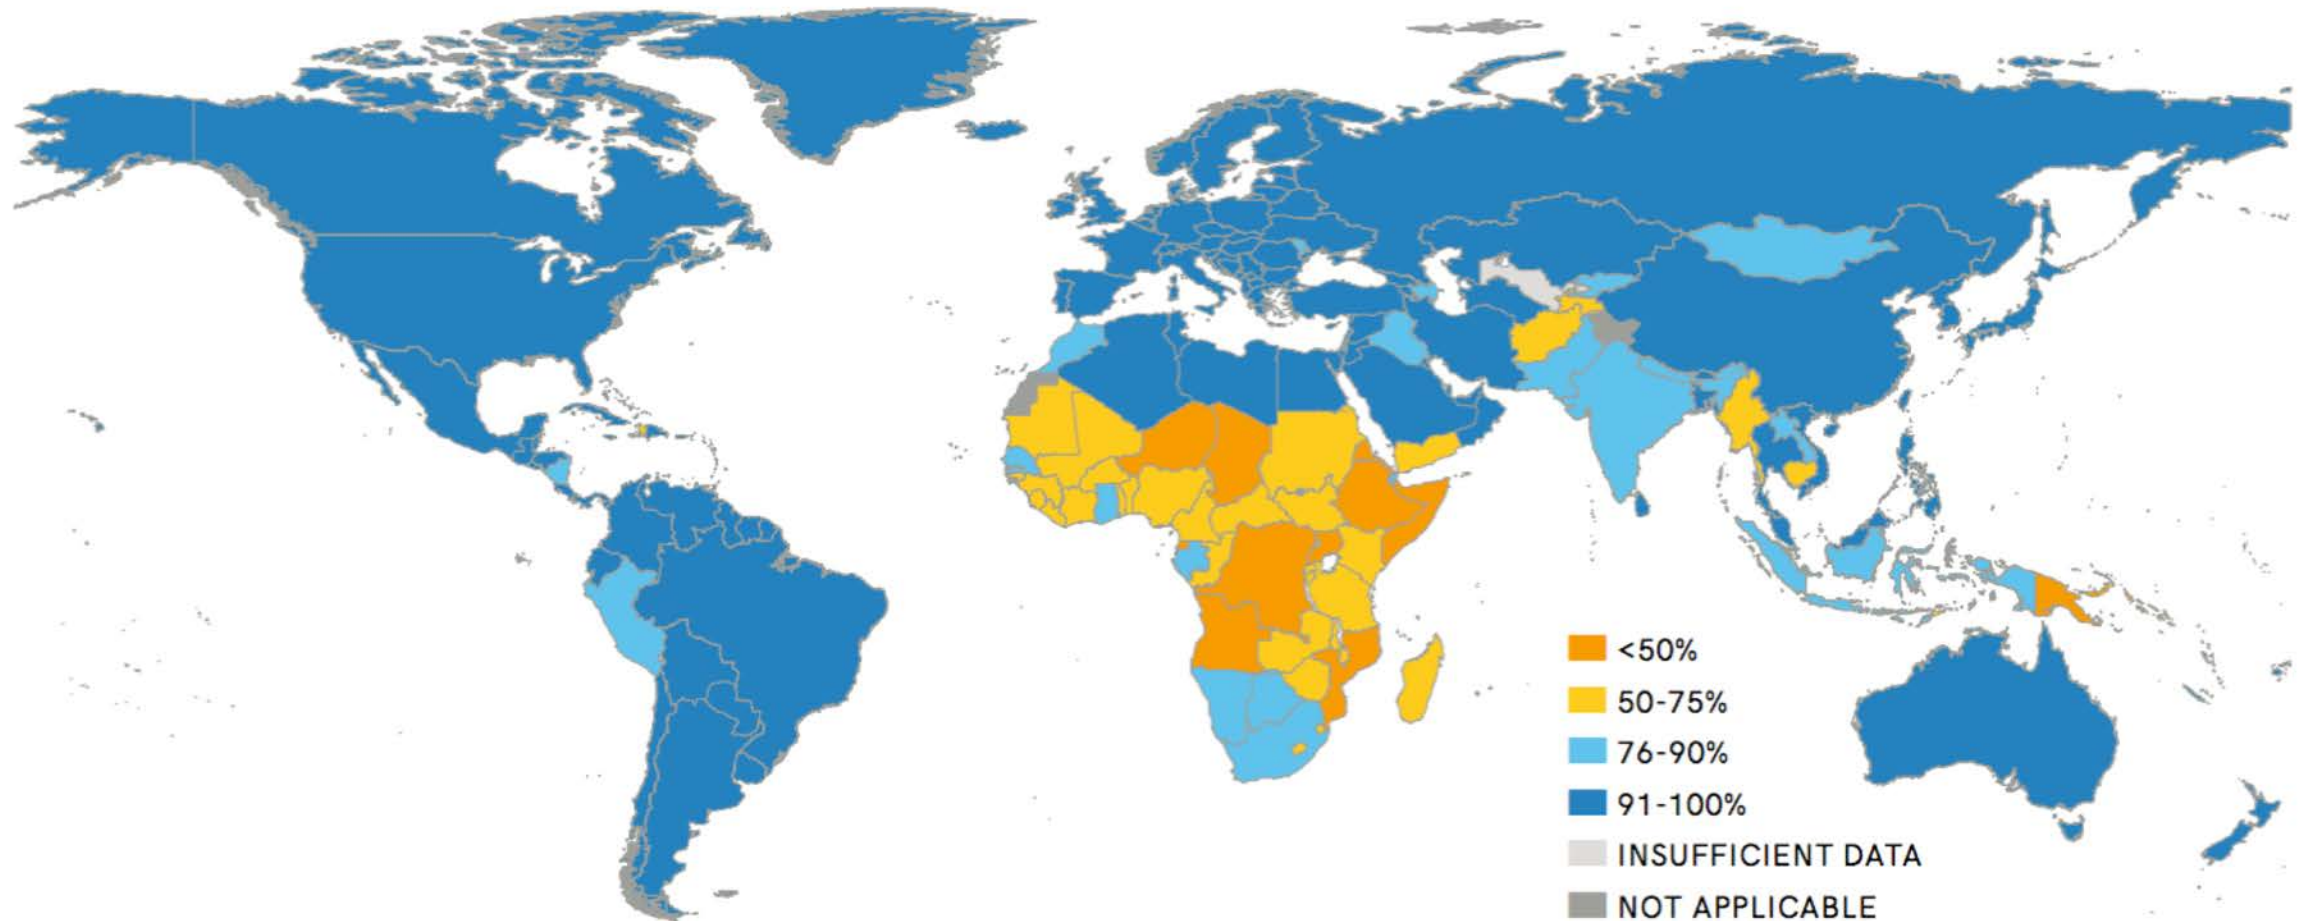 <50%
50-75%
76-90%
91-100%
INSUFFICIENT DATA
NOT APPLICABLE